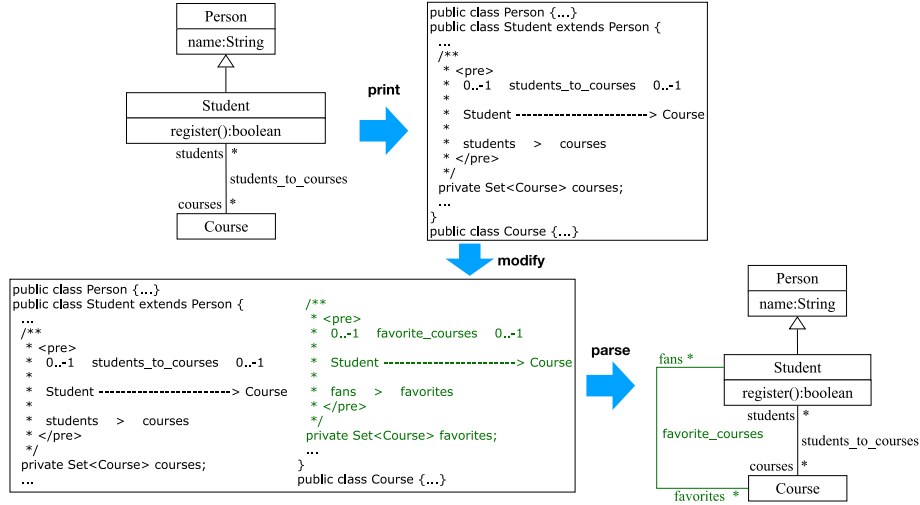 Person
name:String
Student
register():boolean
students *
students_to_courses
courses *
Course
print
public class Person {...}
public class Student extends Person {
...
/**
* <pre>
* 0..-1 students_to_courses 0..-1
*
* Student ------------------------> Course
*
* students > courses
* </pre>
*/
private Set<Course> courses;
...
}
public class Course {...}
modify
public class Person {...}
public class Student extends Person {
...
/**
* <pre>
* 0..-1 students_to_courses 0..-1
*
* Student ------------------------> Course
*
* students > courses
* </pre>
*/
private Set<Course> courses;
...
/**
* <pre>
* 0..-1 favorite_courses 0..-1
*
* Student ------------------------> Course
*
* fans > favorites
* </pre>
*/
private Set<Course> favorites;
...
}
public class Course {...}
parse
Person
name:String
Student
register():boolean
fans *
students *
favorite_courses
students_to_courses
courses *
Course
favorites *